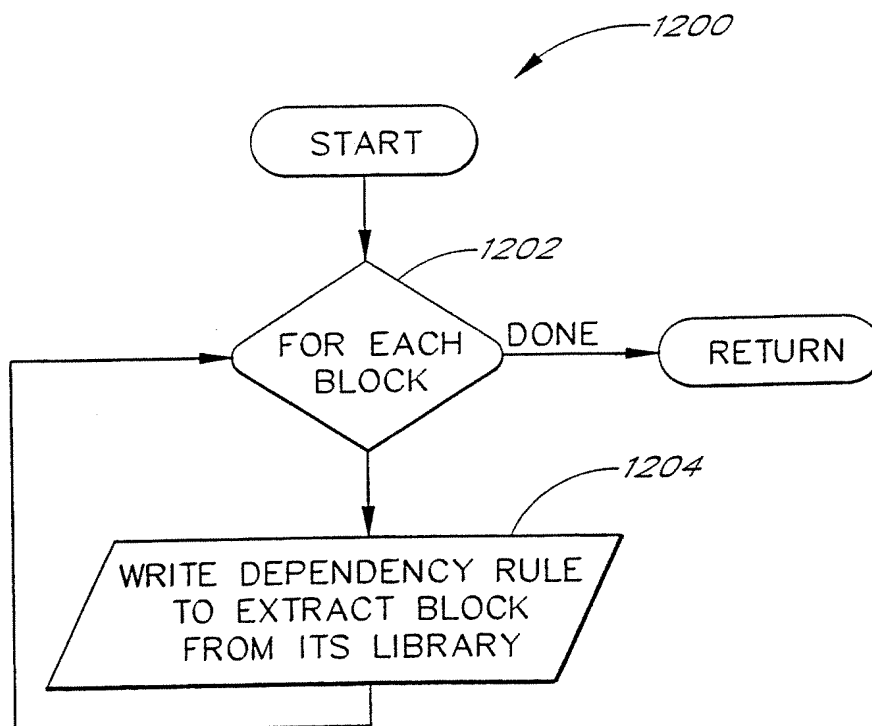 1200
START
1202
FOR EACH
BLOCK
DONE
RETURN
1204
WRITE DEPENDENCY RULE
TO EXTRACT BLOCK
FROM ITS LIBRARY